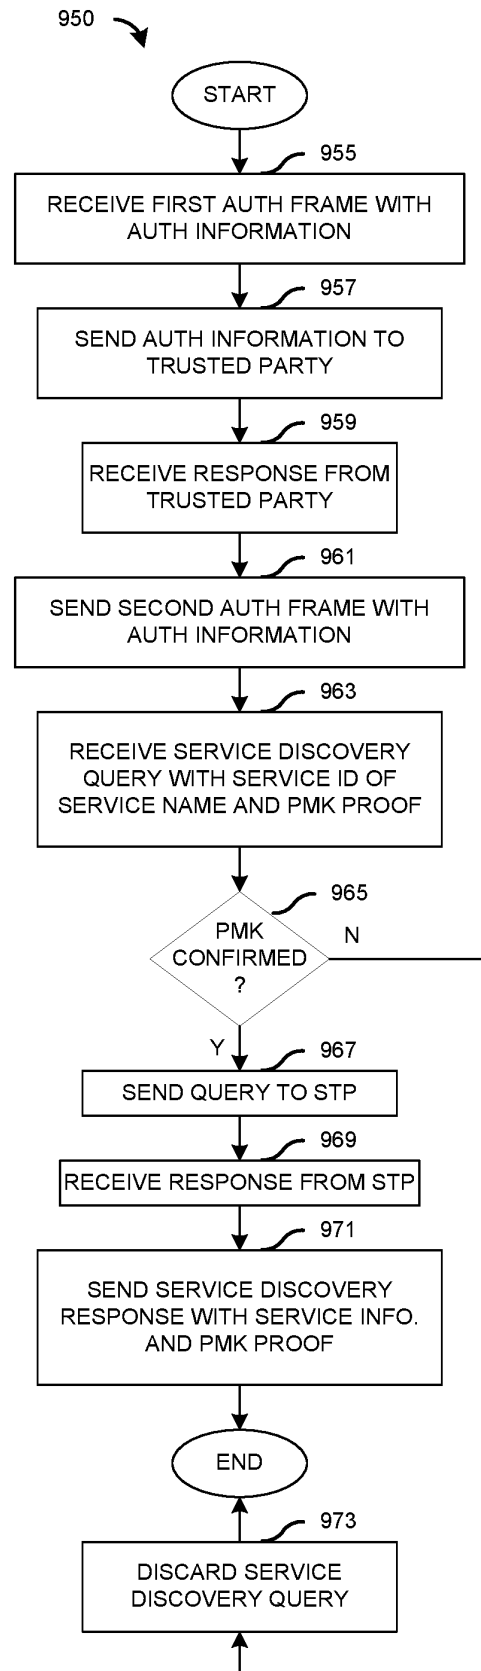 950
START
955
RECEIVE FIRST AUTH FRAME WITH
AUTH INFORMATION
957
SEND AUTH INFORMATION TO
TRUSTED PARTY
959
RECEIVE RESPONSE FROM
TRUSTED PARTY
961
SEND SECOND AUTH FRAME WITH
AUTH INFORMATION
963
RECEIVE SERVICE DISCOVERY
QUERY WITH SERVICE ID OF
SERVICE NAME AND PMK PROOF
965
PMK
CONFIRMED
?
N
Y
967
SEND QUERY TO STP
969
RECEIVE RESPONSE FROM STP
971
SEND SERVICE DISCOVERY
RESPONSE WITH SERVICE INFO.
AND PMK PROOF
END
973
DISCARD SERVICE
DISCOVERY QUERY